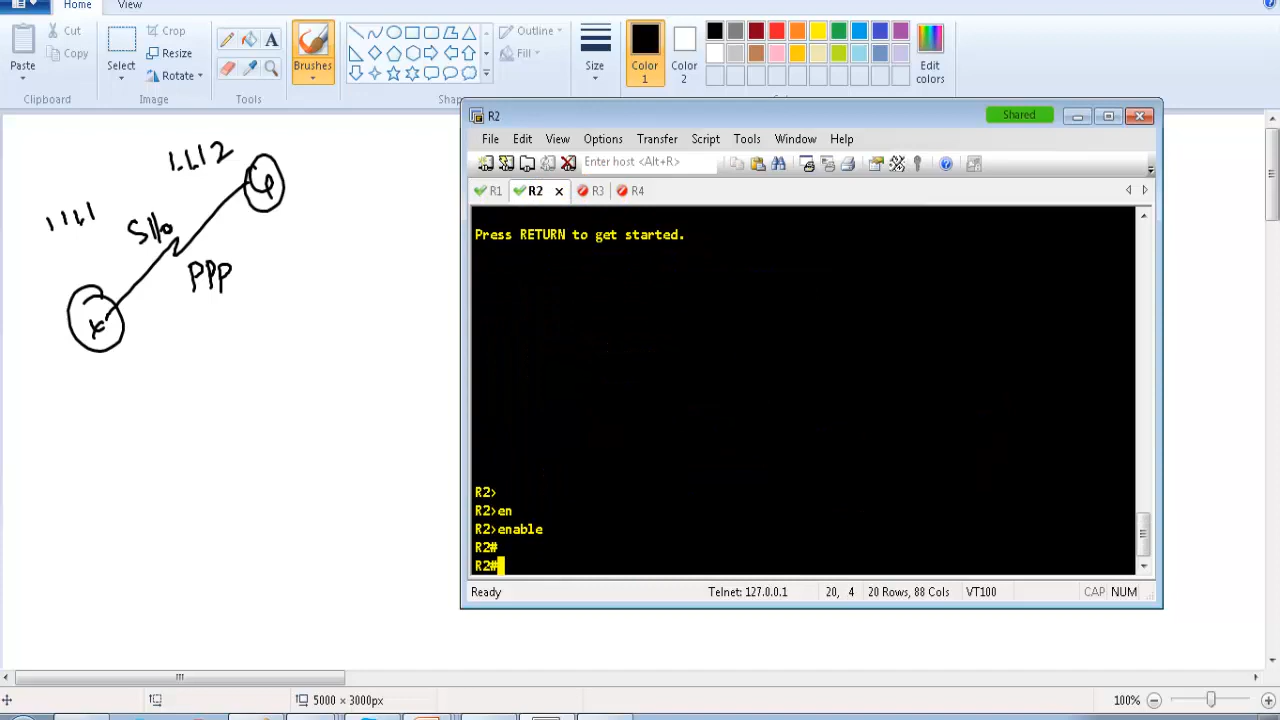 Home
View
Paste
Cut
Copy
Clipboard
Select
Crop
Resize
Rotate
Image
A
Tools
Brushes
Shap
Outline
Fill
Size
Color
1
Color
2
Edit
colors
1.1.1.2
1.1.1.1
S1/0
PPP
R2
Shared
File Edit View Options Transfer Script Tools Window Help
Enter host <Alt+R>
R1 R2 x R3 R4
Press RETURN to get started.
R2>
R2>en
R2>enable
R2#
R2#
Ready Telnet: 127.0.0.1 20, 4 20 Rows, 88 Cols VT100 CAP NUM
5000 × 3000px 100%